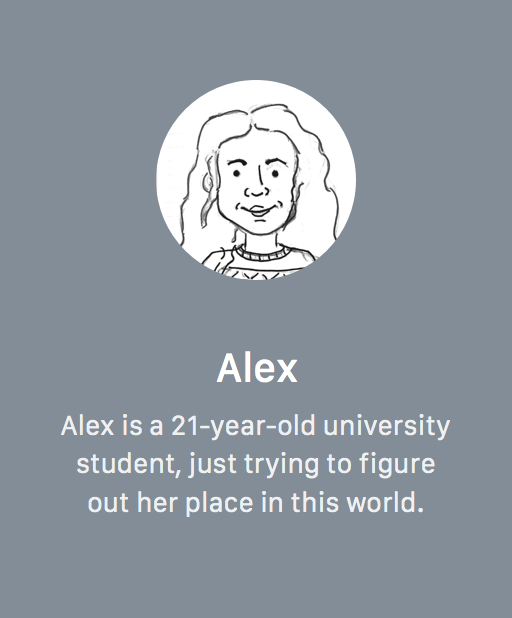 Alex
Alex is a 21-year-old university
student, just trying to figure
out her place in this world.